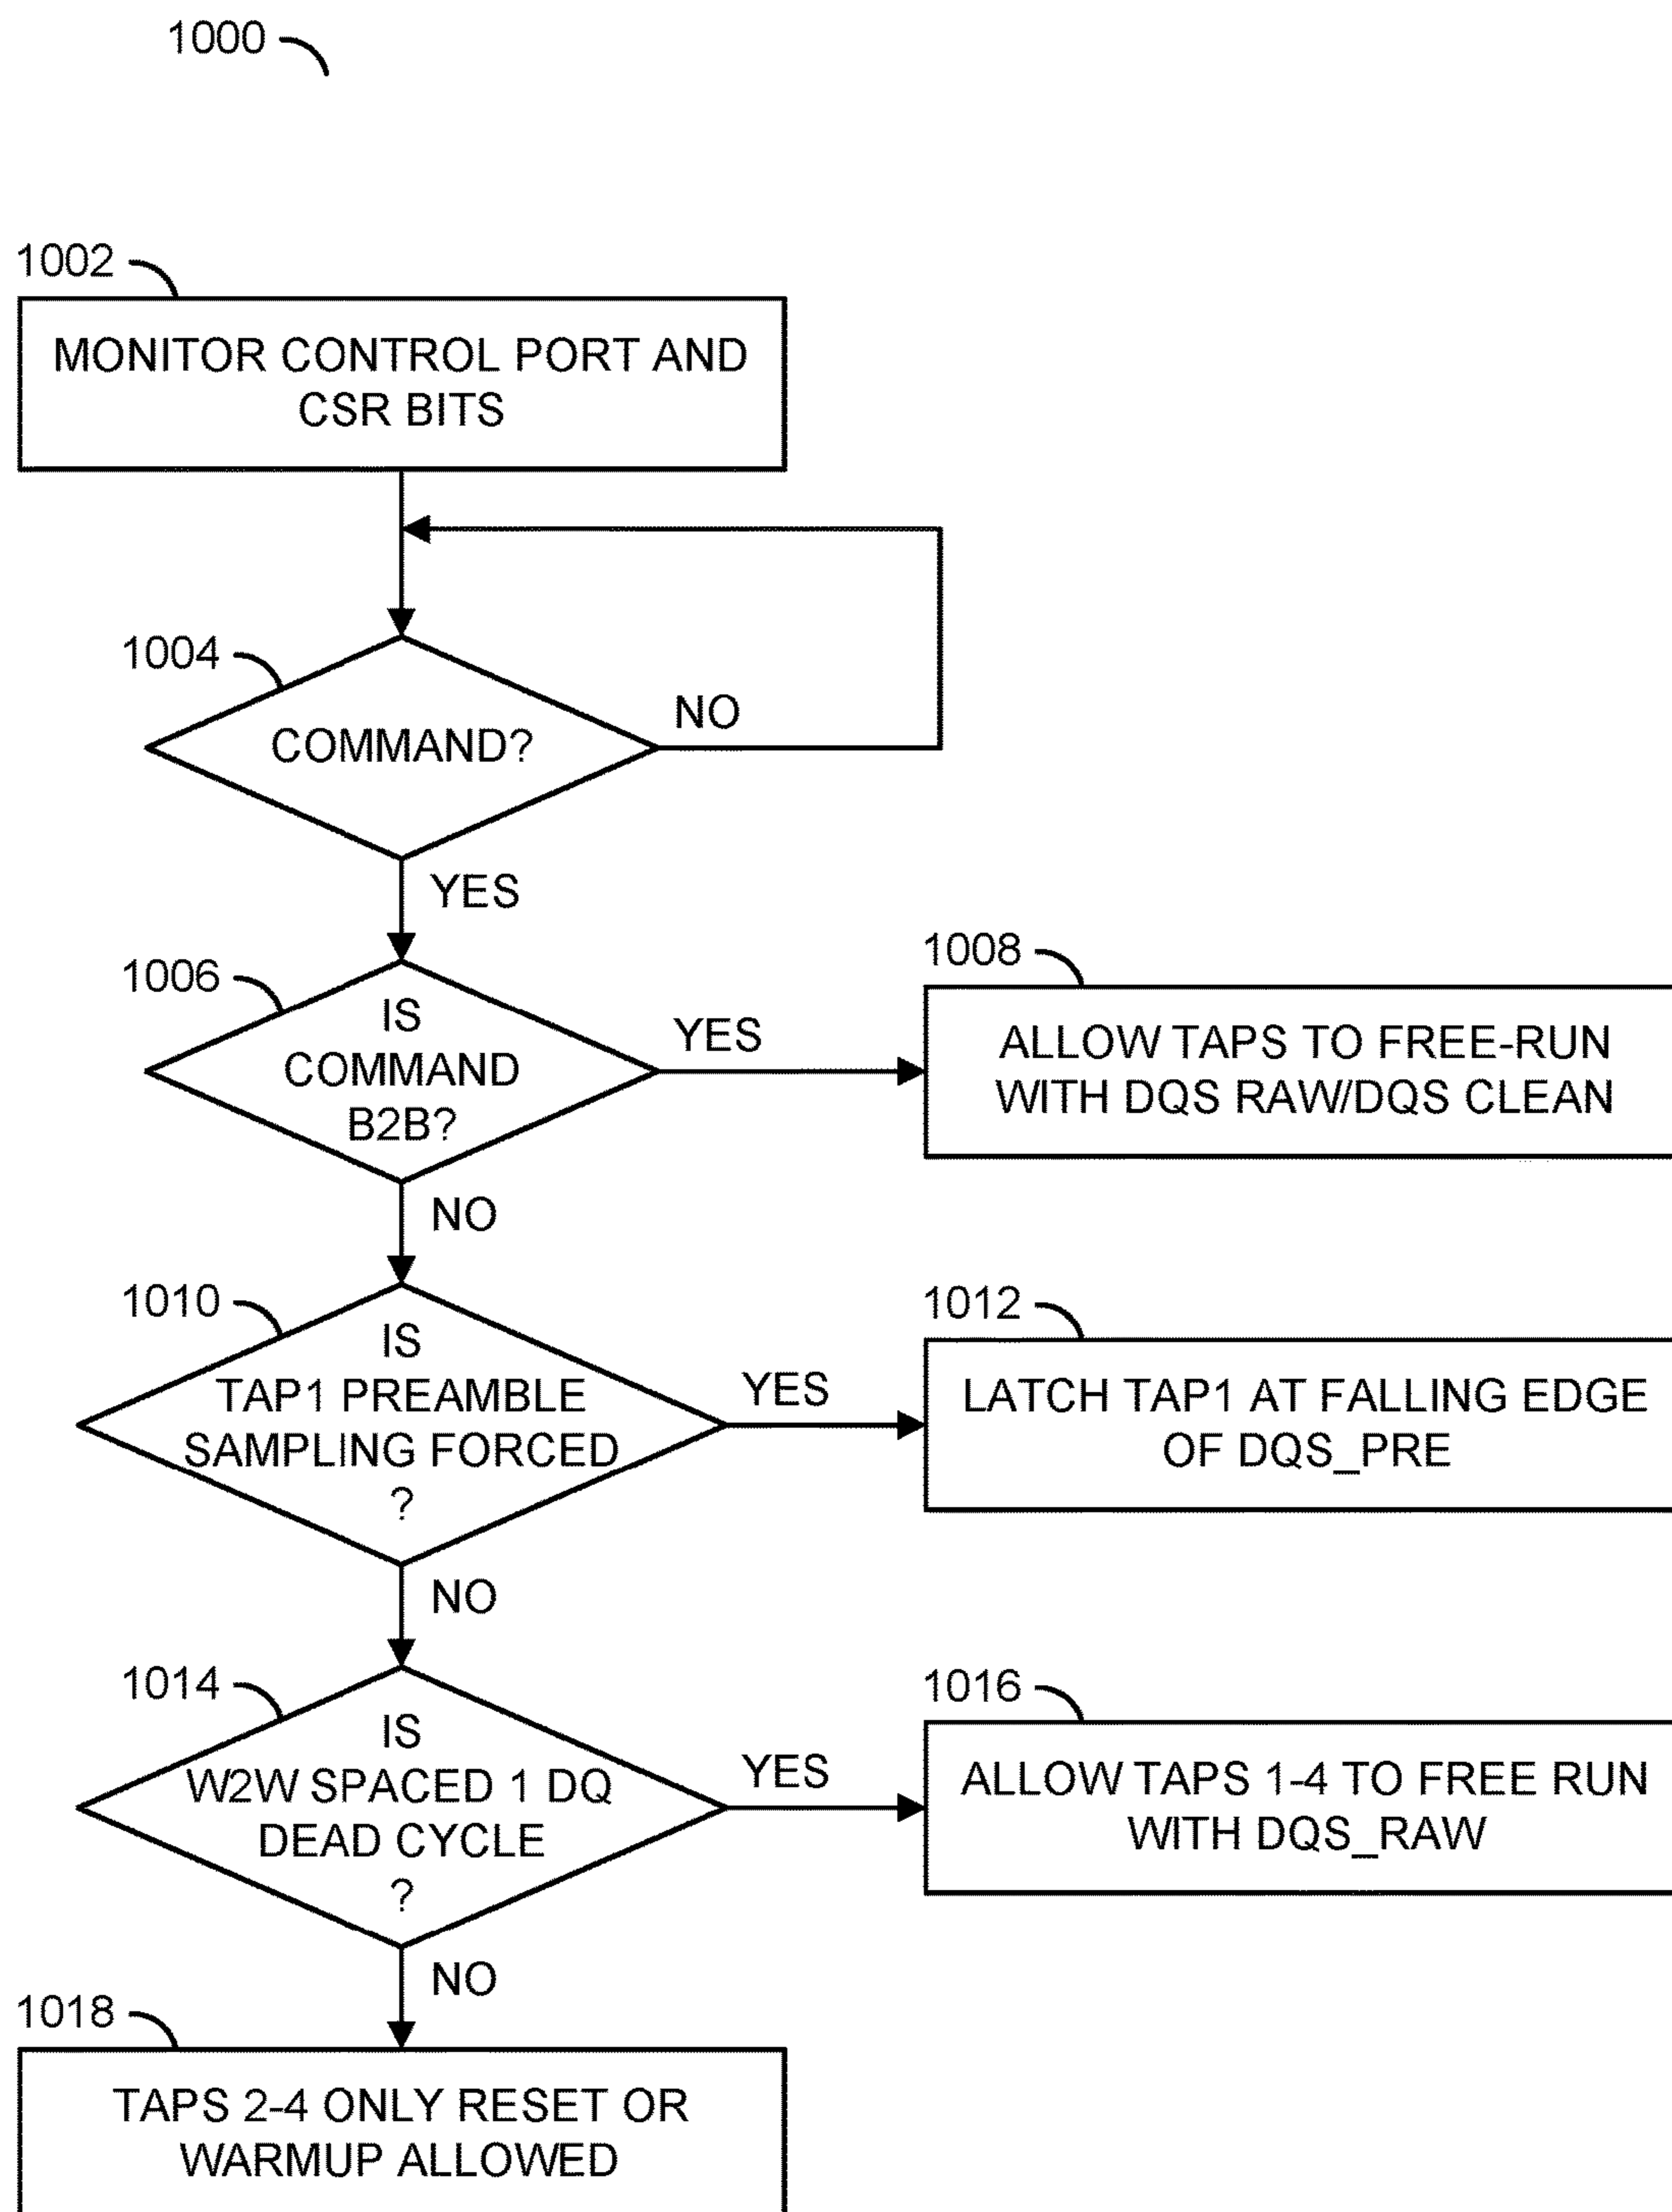 1000
1002
MONITOR CONTROL PORT AND
CSR BITS
1004
COMMAND?
NO
YES
1006
IS
COMMAND
B2B?
YES
1008
ALLOW TAPS TO FREE-RUN
WITH DQS RAW/DQS CLEAN
NO
1010
IS
TAP1 PREAMBLE
SAMPLING FORCED
?
YES
1012
LATCH TAP1 AT FALLING EDGE
OF DQS_PRE
NO
1014
IS
W2W SPACED 1 DQ
DEAD CYCLE
?
YES
1016
ALLOW TAPS 1-4 TO FREE RUN
WITH DQS_RAW
NO
1018
TAPS 2-4 ONLY RESET OR
WARMUP ALLOWED